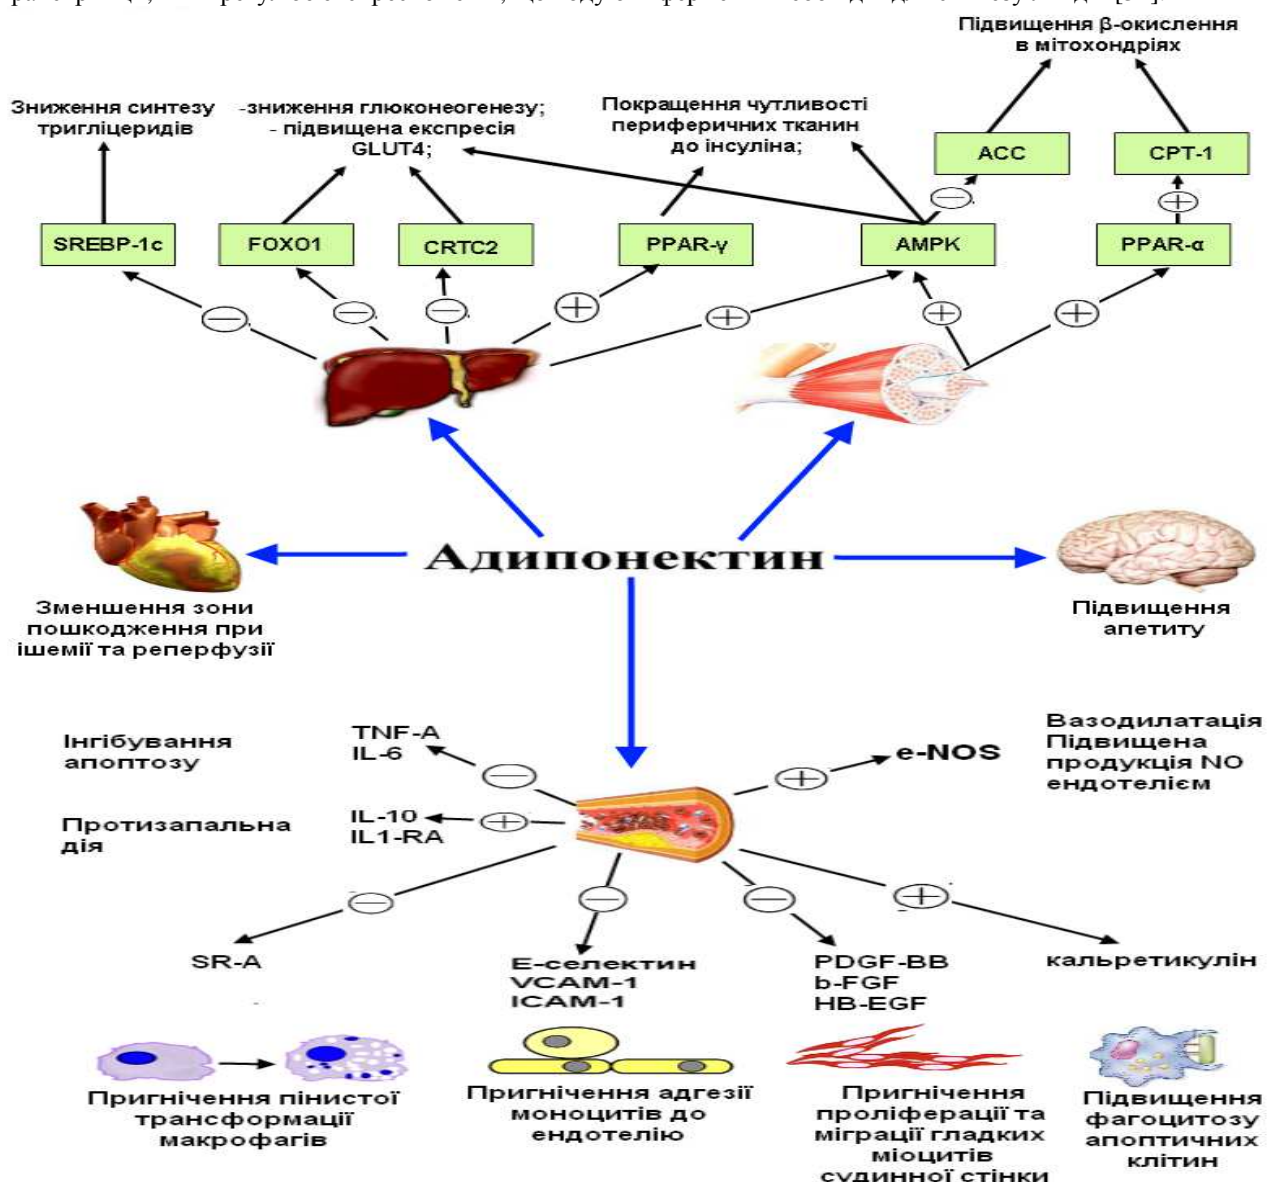 Підвищення β-окислення
в мітохондріях
Зниження синтезу
тригліцеридів
-зниження глюконеогенезу;
- підвищена експресія
GLUT4;
Покращення чутливості
периферичних тканин
до інсуліна;
ACC
CPT-1
SREBP-1c
FOXO1
CRTC2
PPAR-γ
AMPK
PPAR-α
Адипонектин
Зменшення зони
пошкодження при
ішемії та реперфузії
Підвищення
апетиту
Інгібування
апоптозу
TNF-A
IL-6
e-NOS
Вазодилатація
Підвищена
продукція NO
ендотелієм
Протизапальна
дія
IL-10
IL1-RA
SR-A
Е-селектин
VCAM-1
ICAM-1
PDGF-BB
b-FGF
HB-EGF
кальретикулін
Пригнічення пінистої
трансформації
макрофагів
Пригнічення адгезії
моноцитів до
ендотелію
Пригнічення
проліферації та
міграції гладких
міоцитів
судинної стінки
Підвищення
фагоцитозу
апоптичних
клітин